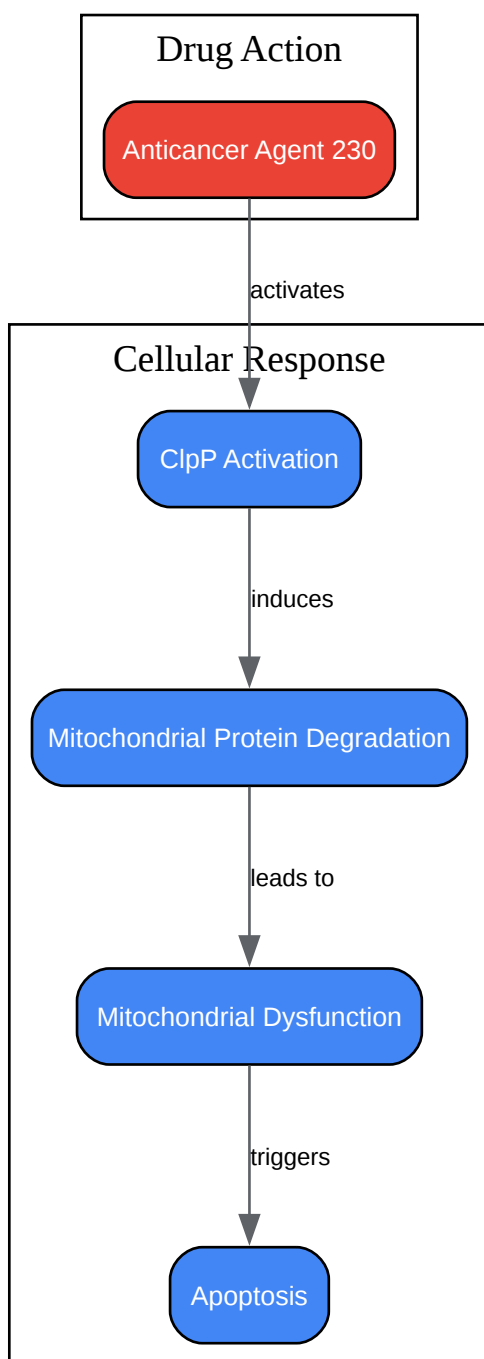 Drug Action
Anticancer Agent 230
activates
Cellular Response
ClpP Activation
induces
Mitochondrial Protein Degradation
leads to
Mitochondrial Dysfunction
triggers
Apoptosis